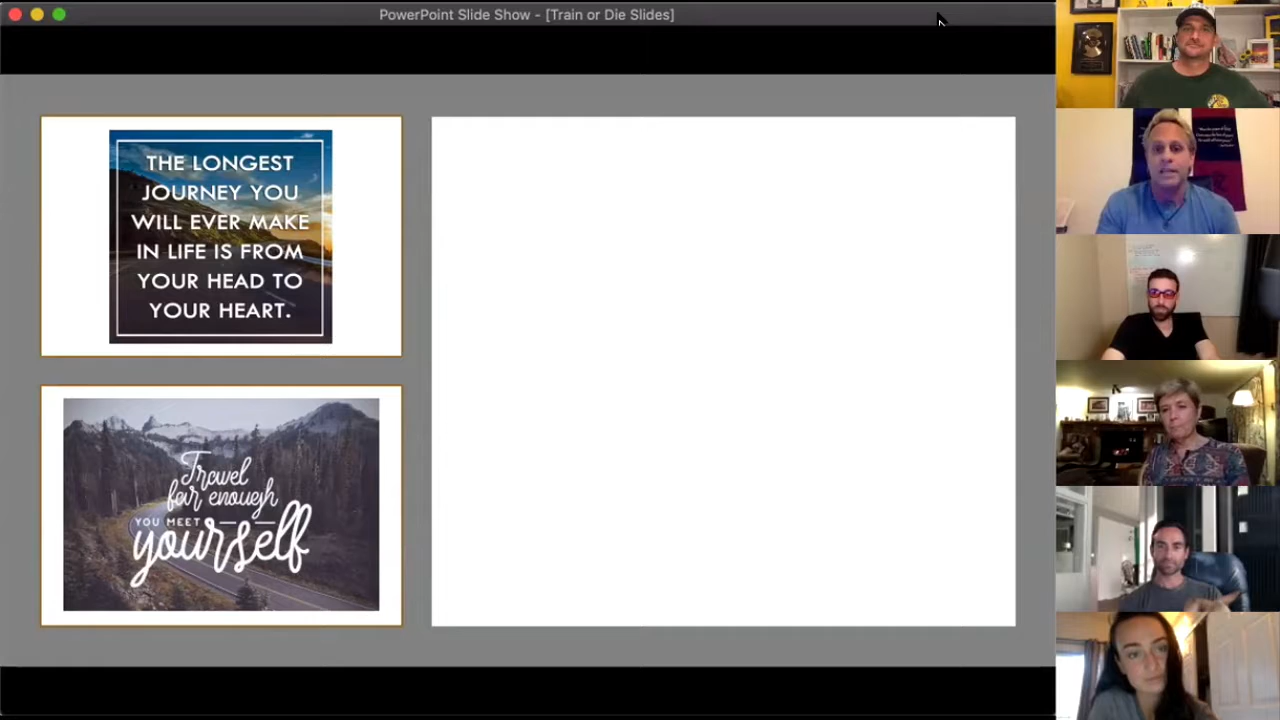 PowerPoint Slide Show - [Train or Die Slides]
THE LONGEST
JOURNEY YOU
WILL EVER MAKE
IN LIFE IS FROM
YOUR HEAD TO
YOUR HEART.
Travel
far enough
YOU MEET
yourself